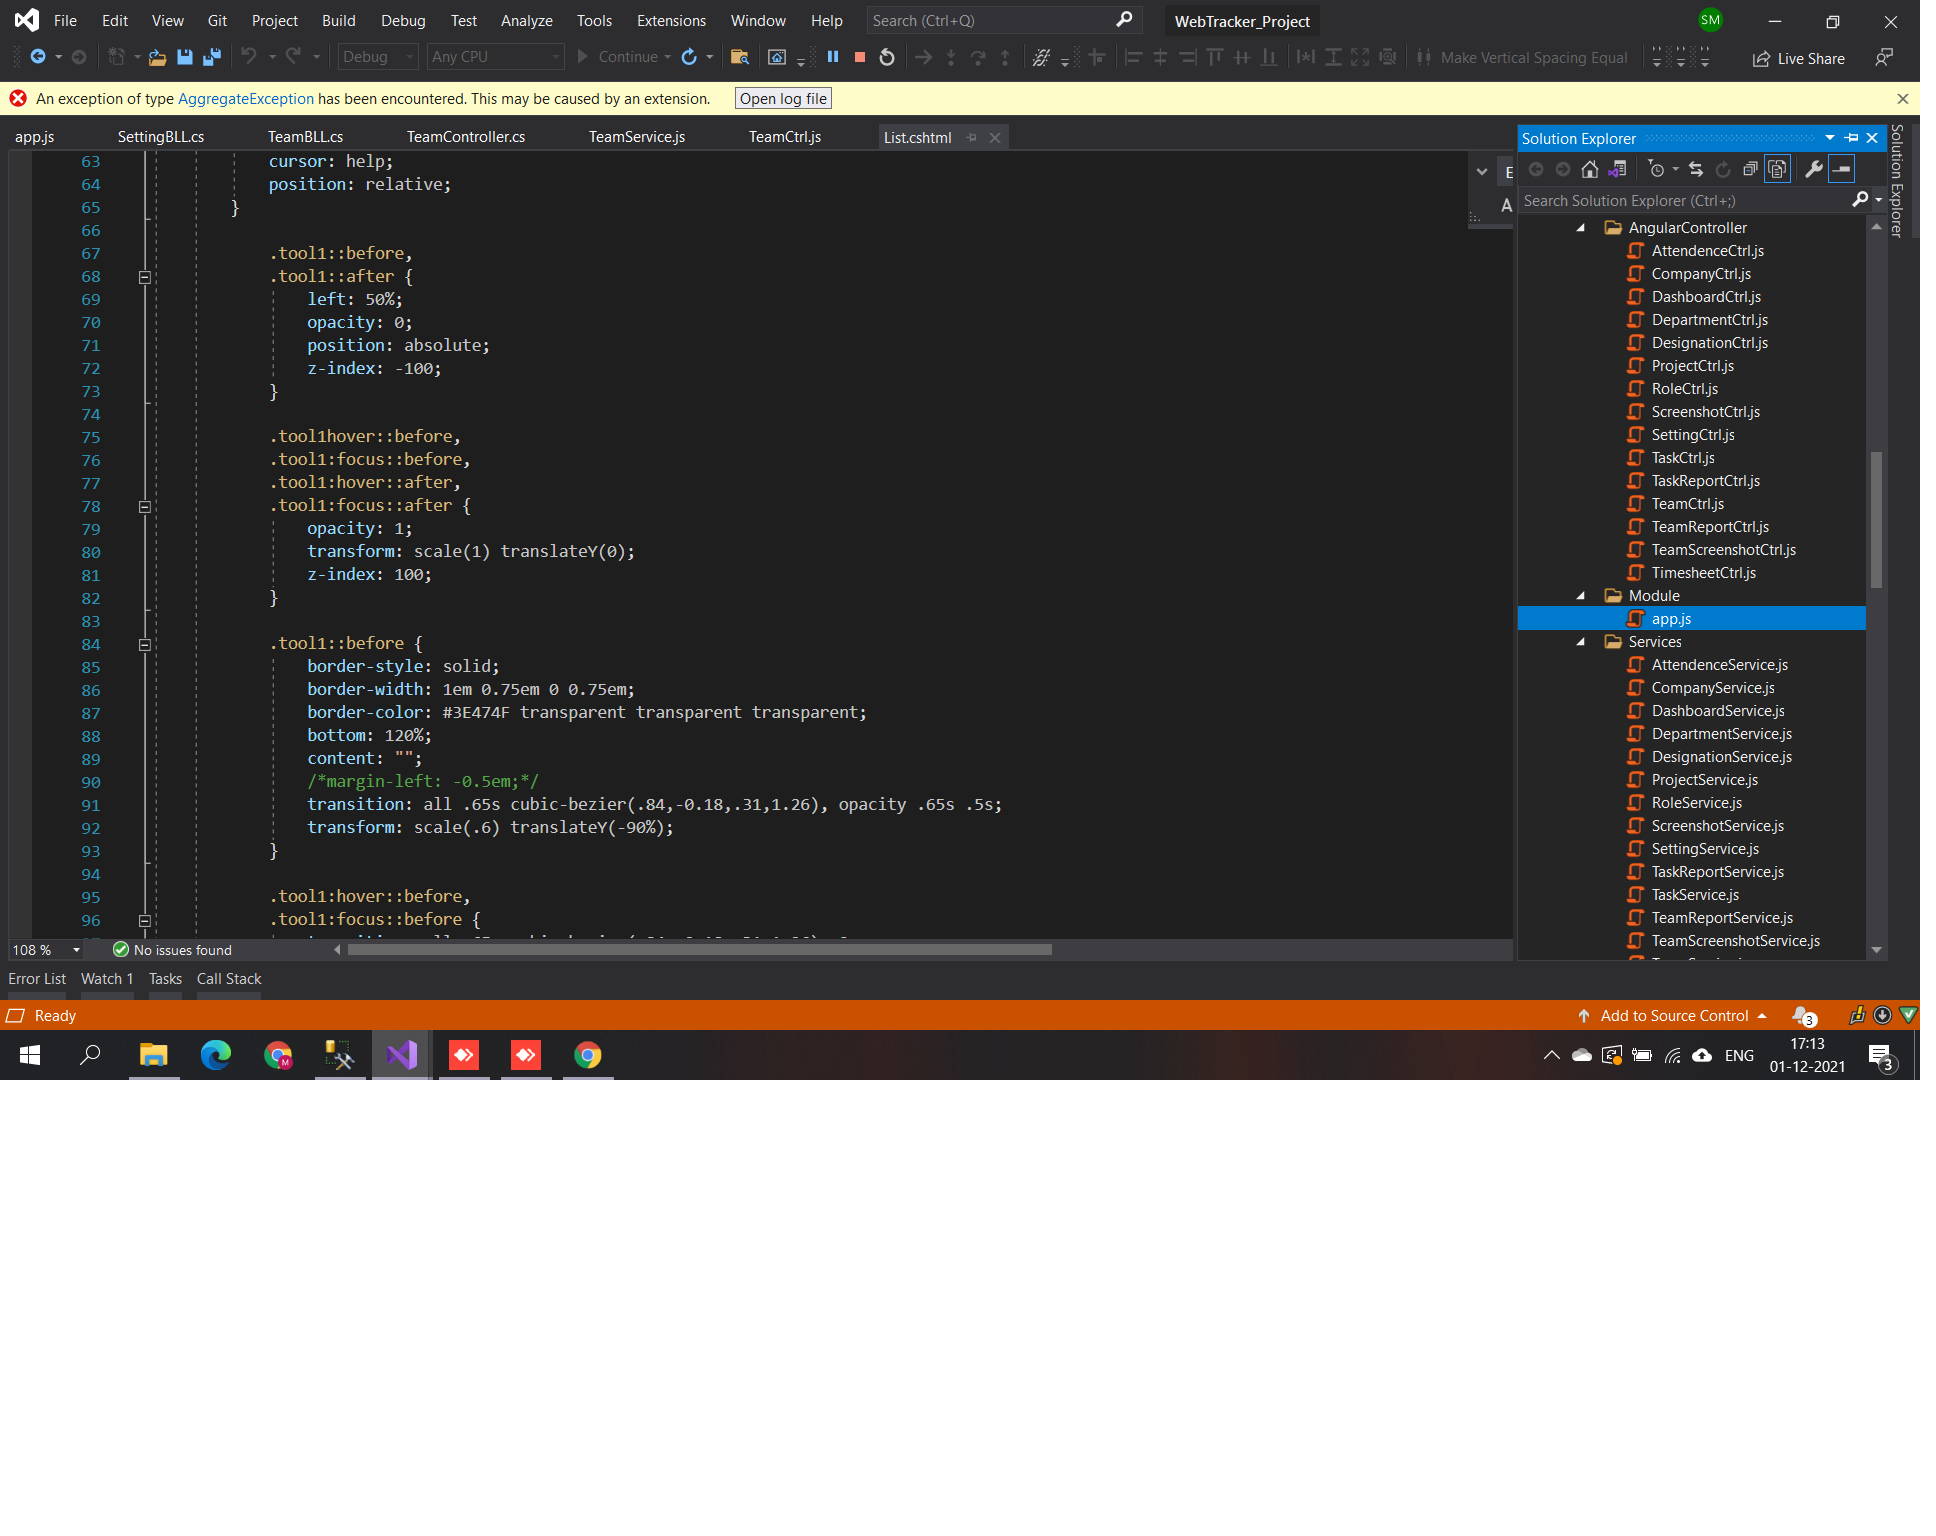 File Edit View Git Project Build Debug Test Analyze Tools Extensions Window Help Search (Ctrl+Q) WebTracker_Project SM
Debug Any CPU Continue Make Vertical Spacing Equal Live Share
An exception of type AggregateException has been encountered. This may be caused by an extension. Open log file
app.js SettingBLL.cs TeamBLL.cs TeamController.cs TeamService.js TeamCtrl.js List.cshtml
63 cursor: help;
64 position: relative;
65 }
66
67 .tool1::before,
68 .tool1::after {
69 left: 50%;
70 opacity: 0;
71 position: absolute;
72 z-index: -100;
73 }
74
75 .tool1hover::before,
76 .tool1:focus::before,
77 .tool1:hover::after,
78 .tool1:focus::after {
79 opacity: 1;
80 transform: scale(1) translateY(0);
81 z-index: 100;
82 }
83
84 .tool1::before {
85 border-style: solid;
86 border-width: 1em 0.75em 0 0.75em;
87 border-color: #3E474F transparent transparent transparent;
88 bottom: 120%;
89 content: "";
90 /*margin-left: -0.5em;*/
91 transition: all .65s cubic-bezier(.84,-0.18,.31,1.26), opacity .65s .5s;
92 transform: scale(.6) translateY(-90%);
93 }
94
95 .tool1:hover::before,
96 .tool1:focus::before {
108 % No issues found
Solution Explorer
Search Solution Explorer (Ctrl+;)
AngularController
AttendenceCtrl.js
CompanyCtrl.js
DashboardCtrl.js
DepartmentCtrl.js
DesignationCtrl.js
ProjectCtrl.js
RoleCtrl.js
ScreenshotCtrl.js
SettingCtrl.js
TaskCtrl.js
TaskReportCtrl.js
TeamCtrl.js
TeamReportCtrl.js
TeamScreenshotCtrl.js
TimesheetCtrl.js
Module
app.js
Services
AttendenceService.js
CompanyService.js
DashboardService.js
DepartmentService.js
DesignationService.js
ProjectService.js
RoleService.js
ScreenshotService.js
SettingService.js
TaskReportService.js
TaskService.js
TeamReportService.js
TeamScreenshotService.js
Solution Explorer
Error List Watch 1 Tasks Call Stack
Ready Add to Source Control 3
ENG 17:13
01-12-2021 3